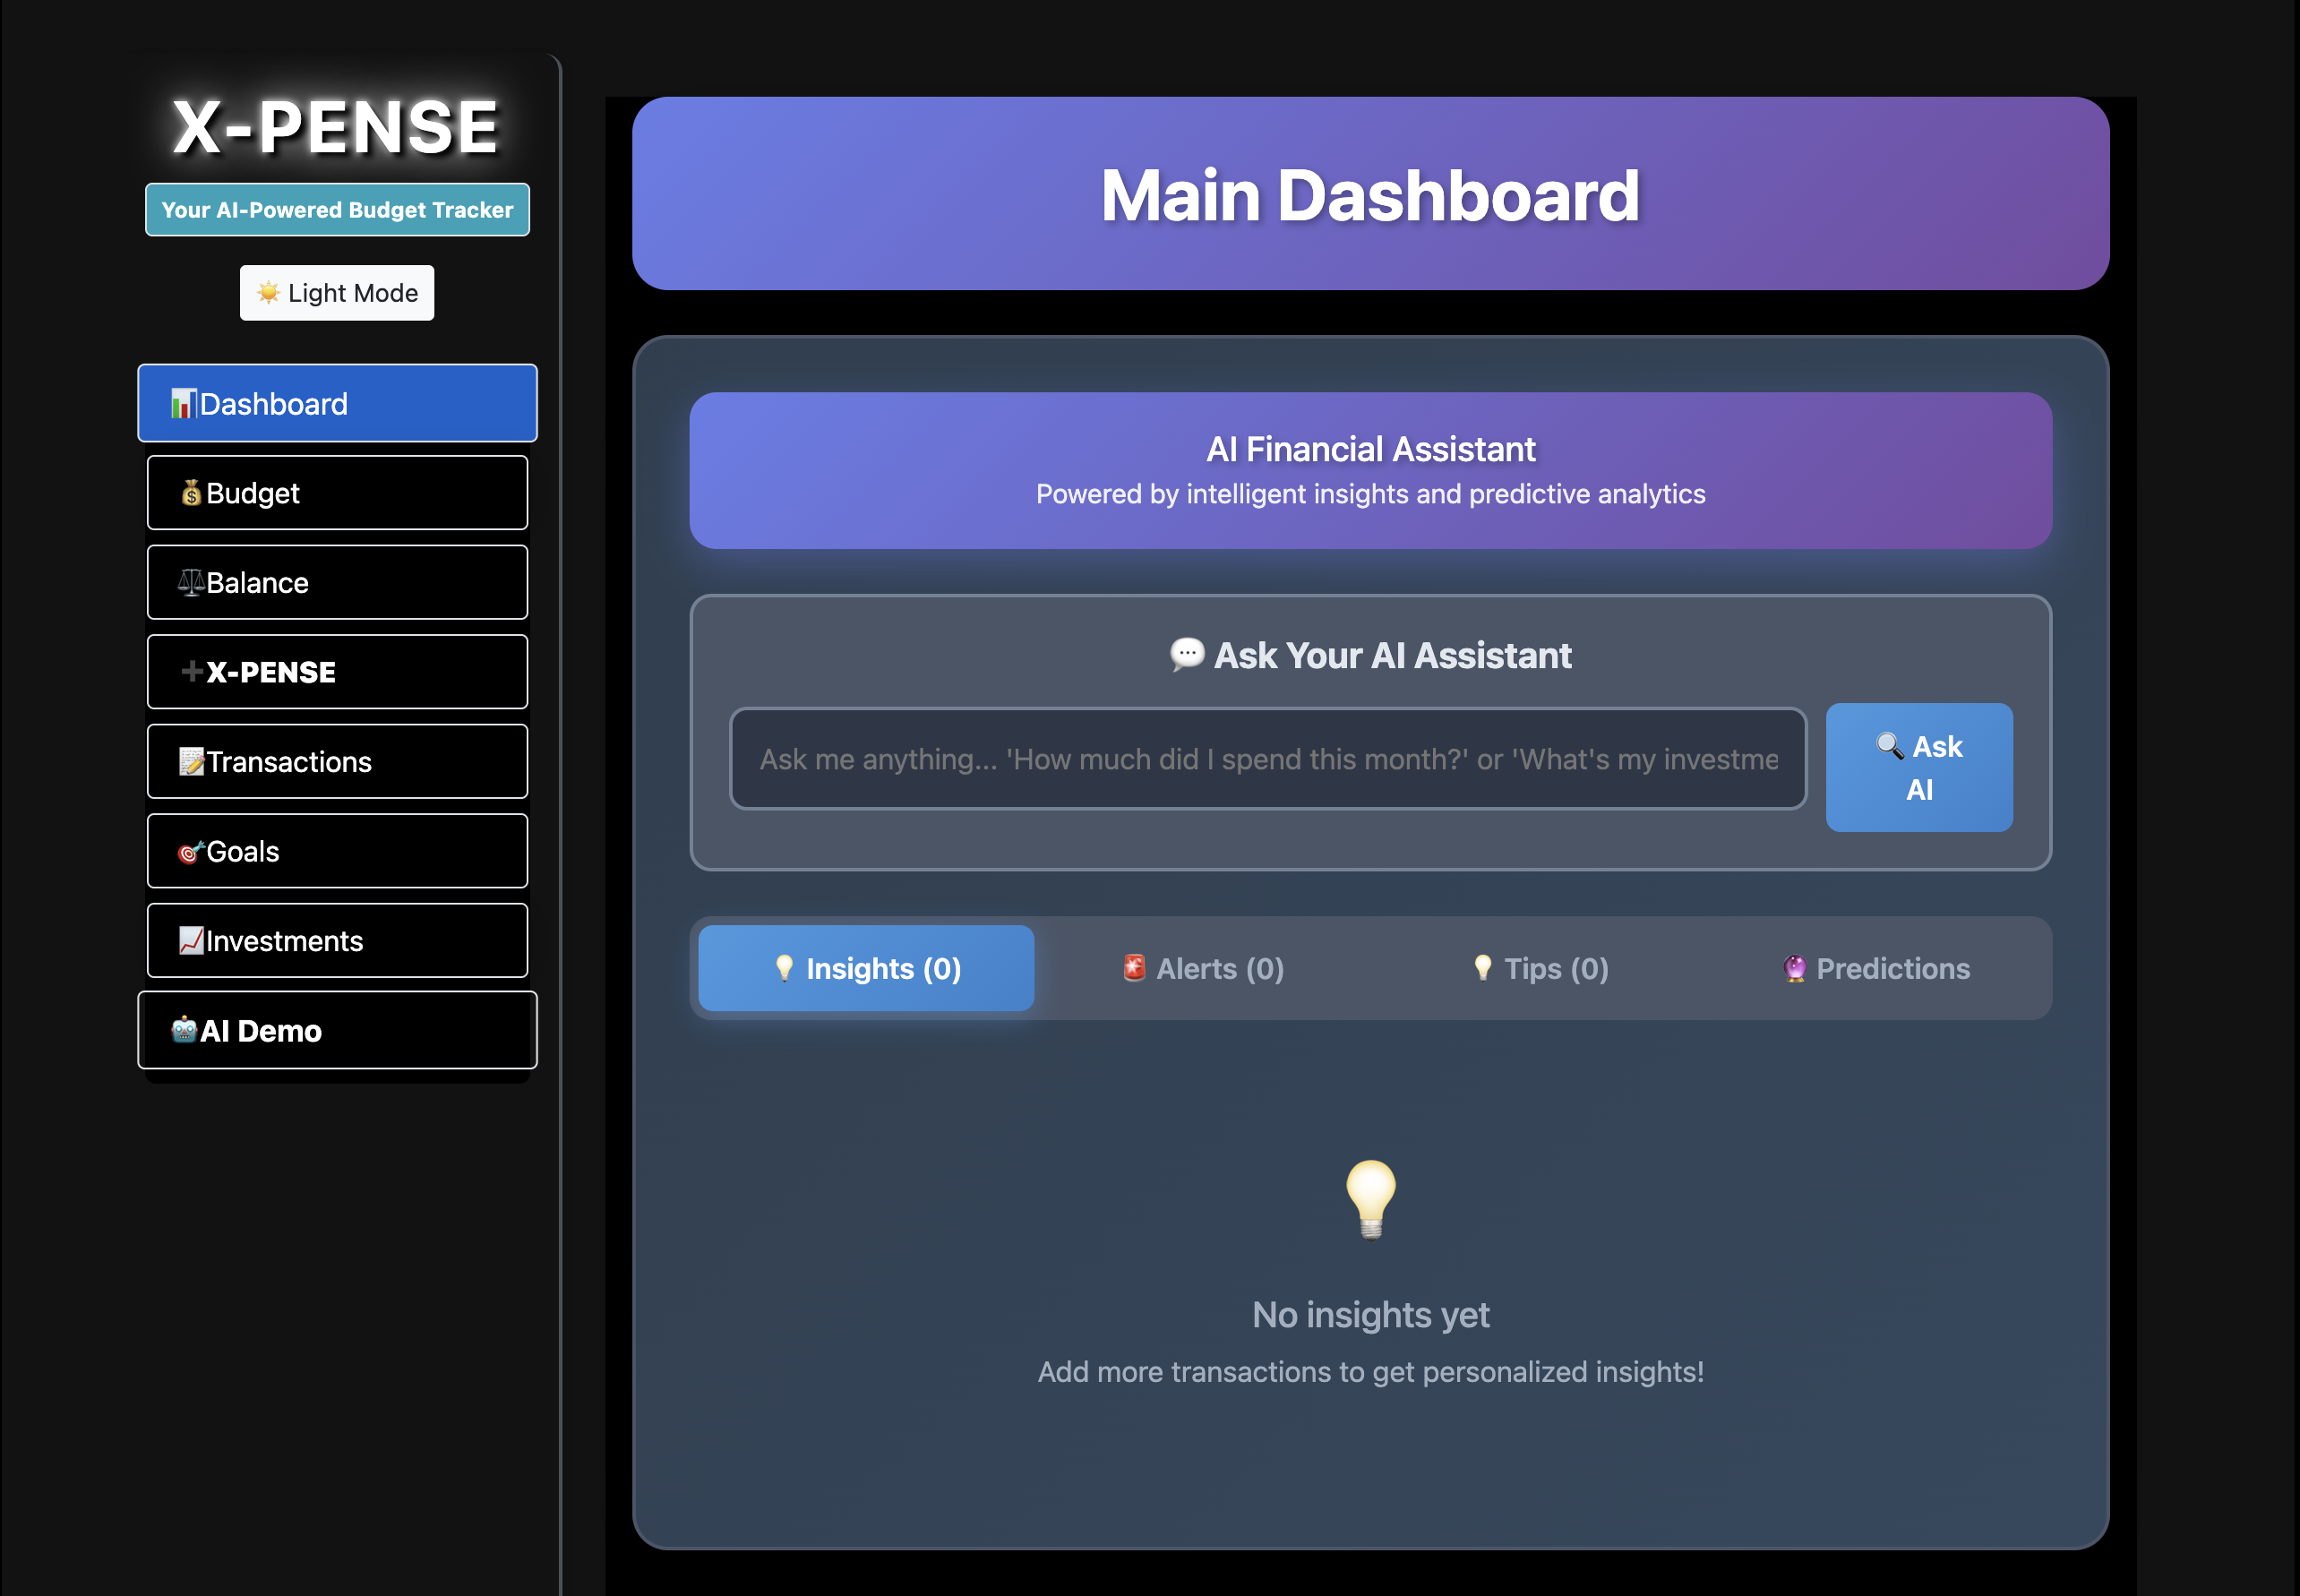 X-PENSE
Your AI-Powered Budget Tracker
☀️ Light Mode
📊Dashboard
💰Budget
⚖️Balance
➕X-PENSE
📝Transactions
🎯Goals
📈Investments
🤖AI Demo
Main Dashboard
AI Financial Assistant
Powered by intelligent insights and predictive analytics
💬 Ask Your AI Assistant
Ask me anything... 'How much did I spend this month?' or 'What's my investme
🔍 Ask
AI
💡 Insights (0)
🚨 Alerts (0)
💡 Tips (0)
🔮 Predictions
No insights yet
Add more transactions to get personalized insights!